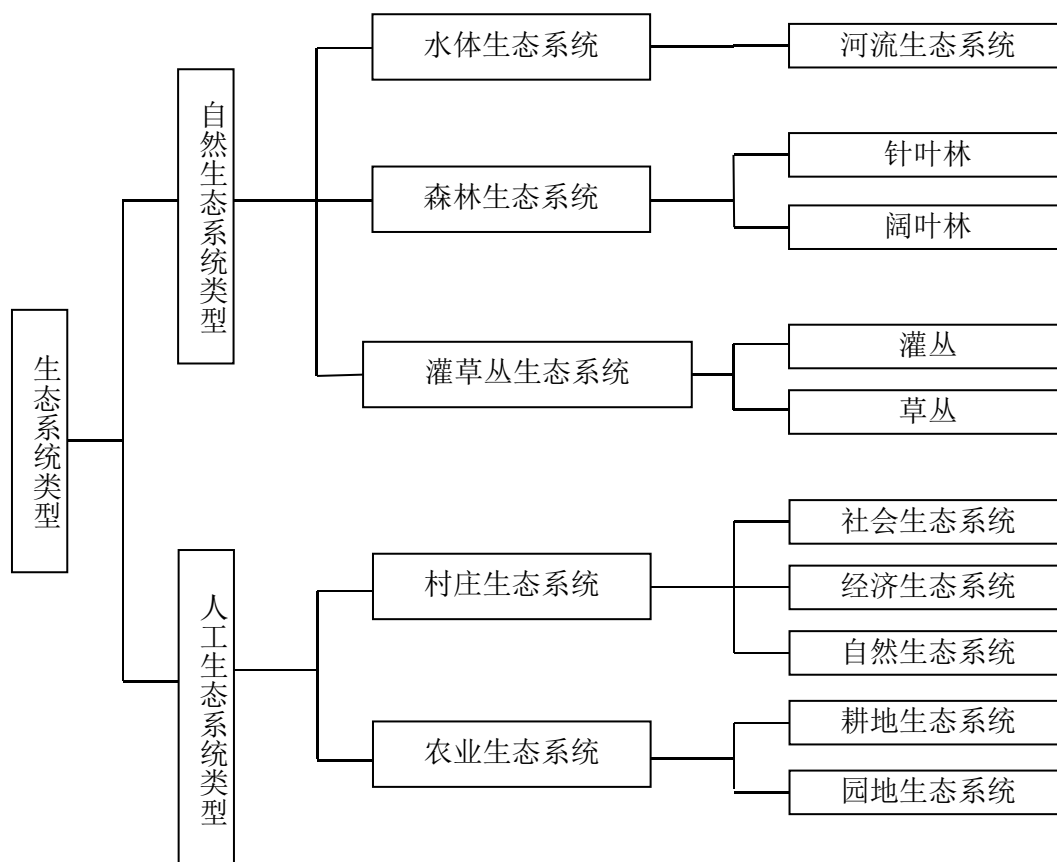 生态系统类型
自然生态系统类型
水体生态系统
河流生态系统
森林生态系统
针叶林
阔叶林
灌草丛生态系统
灌丛
草丛
人工生态系统类型
村庄生态系统
社会生态系统
经济生态系统
自然生态系统
农业生态系统
耕地生态系统
园地生态系统